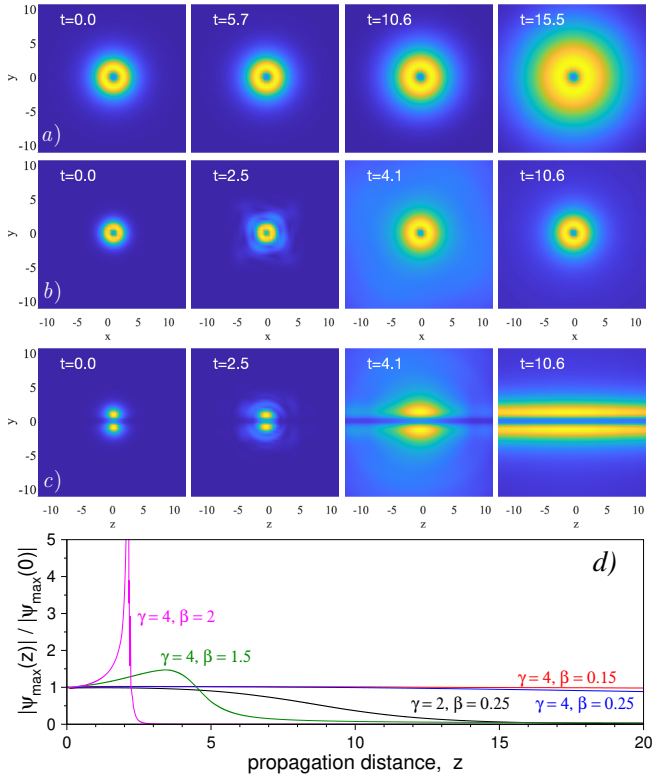 t=0.0 t=5.7 t=10.6 t=15.5
10
5
y
0
-5
-10
a)
t=0.0 t=2.5 t=4.1 t=10.6
10
5
y
0
-5
-10
b)
-10 -5 0 5 10 -10 -5 0 5 10 -10 -5 0 5 10 -10 -5 0 5 10
x x x x
t=0.0 t=2.5 t=4.1 t=10.6
10
5
y
0
-5
-10
c)
-10 -5 0 5 10 -10 -5 0 5 10 -10 -5 0 5 10 -10 -5 0 5 10
z z z z
|ψmax(z)| / |ψmax(0)|
5
4
3
2
1
0
d)
γ = 4, β = 2
γ = 4, β = 1.5
γ = 4, β = 0.15
γ = 2, β = 0.25 γ = 4, β = 0.25
0 5 10 15 20
propagation distance, z